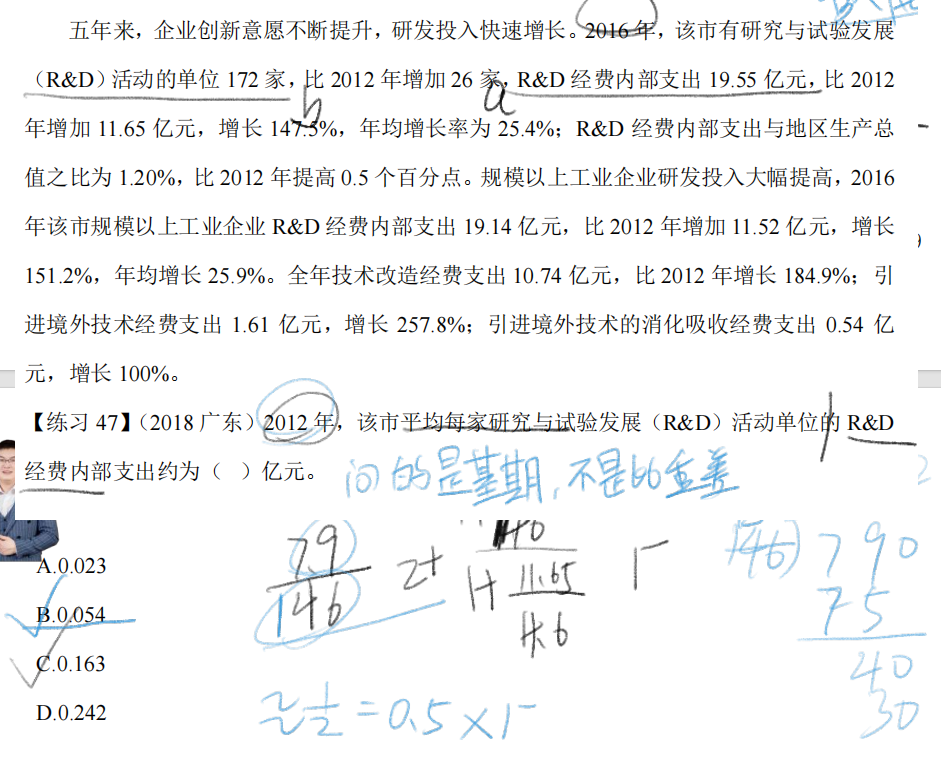 五年来，企业创新意愿不断提升，研发投入快速增长。2016 年，该市有研究与试验发展
（R&D）活动的单位 172 家，比 2012 年增加 26 家，R&D 经费内部支出 19.55 亿元，比 2012
b a
年增加 11.65 亿元，增长 147.5%，年均增长率为 25.4%；R&D 经费内部支出与地区生产总
值之比为 1.20%，比 2012 年提高 0.5 个百分点。规模以上工业企业研发投入大幅提高，2016
年该市规模以上工业企业 R&D 经费内部支出 19.14 亿元，比 2012 年增加 11.52 亿元，增长
151.2%，年均增长 25.9%。全年技术改造经费支出 10.74 亿元，比 2012 年增长 184.9%；引
进境外技术经费支出 1.61 亿元，增长 257.8%；引进境外技术的消化吸收经费支出 0.54 亿
元，增长 100%。
【练习 47】（2018 广东）2012 年，该市平均每家研究与试验发展（R&D）活动单位的 R&D
经费内部支出约为（ ）亿元。
问的是基期，不是比重差
A.0.023
B.0.054
C.0.163
D.0.242
7.9
146
1+
11.65
146) 790
75
40
30
1
2
=0.5×1-